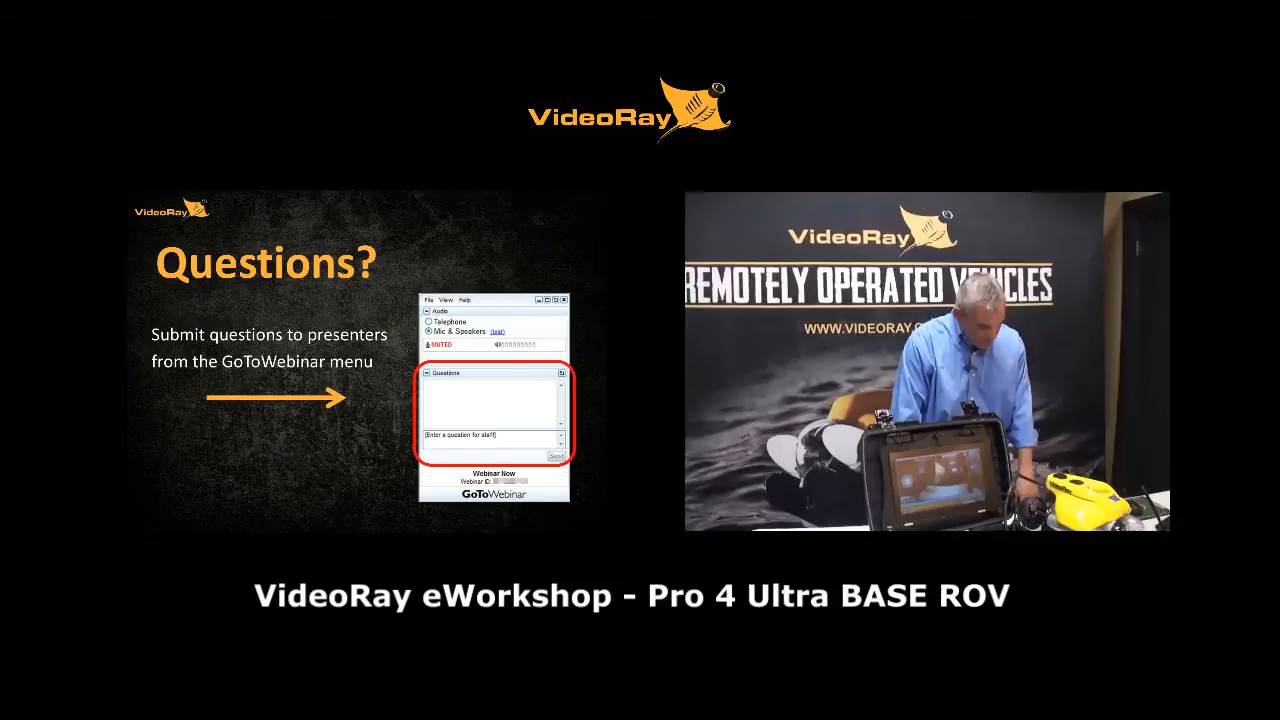 VideoRay
VideoRay
Questions?
Submit questions to presenters
from the GoToWebinar menu
File View Help
Audio
Telephone
Mic & Speakers (test)
MUTED
Questions
[Enter a question for staff]
Send
Webinar Now
Webinar ID:
GoToWebinar
VideoRay
REMOTELY OPERATED VEHICLES
WWW.VIDEORAY.
VideoRay
VideoRay eWorkshop - Pro 4 Ultra BASE ROV